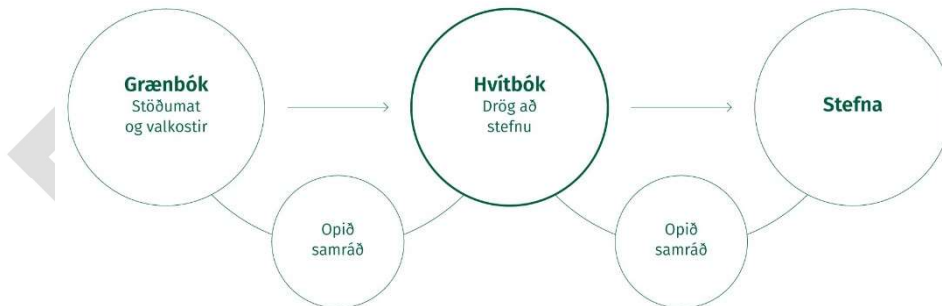 Grænbók
Stöðumat
og valkostir
Hvítbók
Drög að
stefnu
Stefna
Opið
samráð
Opið
samráð